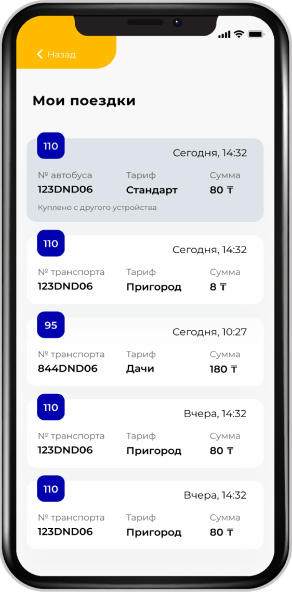 Назад
Мои поездки
110
Сегодня, 14:32
№ автобуса Тариф Сумма
123DND06 Стандарт 80 ₸
Куплено с другого устройства
110
Сегодня, 14:32
№ транспорта Тариф Сумма
123DND06 Пригород 8 ₸
95
Сегодня, 10:27
№ транспорта Тариф Сумма
844DND06 Дачи 180 ₸
110
Вчера, 14:32
№ транспорта Тариф Сумма
123DND06 Пригород 80 ₸
110
Вчера, 14:32
№ транспорта Тариф Сумма
123DND06 Пригород 80 ₸